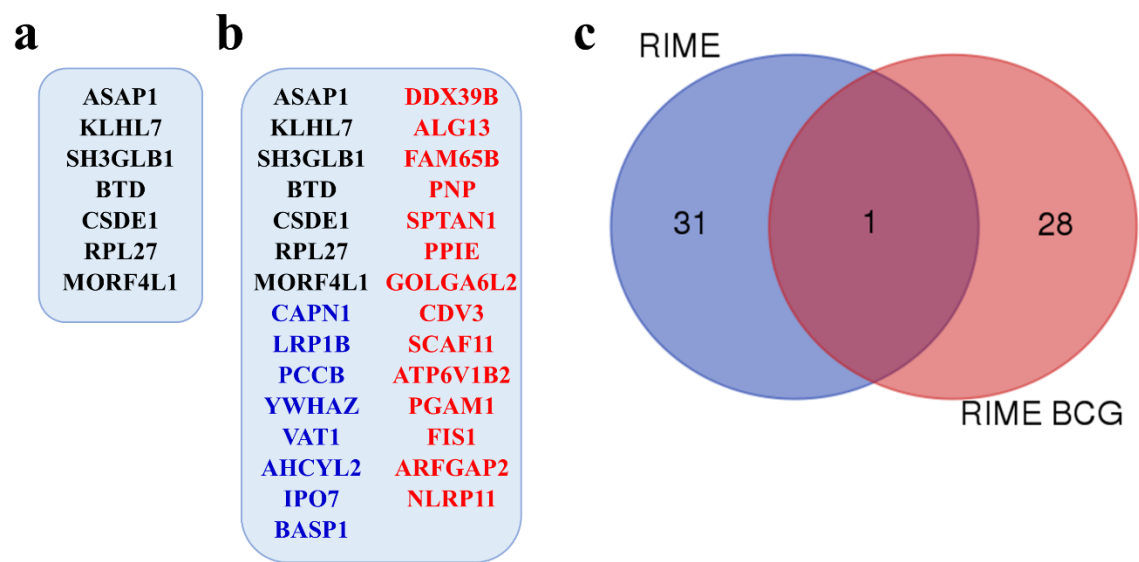 a
ASAP1
KLHL7
SH3GLB1
BTD
CSDE1
RPL27
MORF4L1
b
ASAP1
KLHL7
SH3GLB1
BTD
CSDE1
RPL27
MORF4L1
CAPN1
LRP1B
PCCB
YWHAZ
VAT1
AHCYL2
IPO7
BASP1
DDX39B
ALG13
FAM65B
PNP
SPTAN1
PPIE
GOLGA6L2
CDV3
SCAF11
ATP6V1B2
PGAM1
FIS1
ARFGAP2
NLRP11
c
RIME
31
1
28
RIME BCG